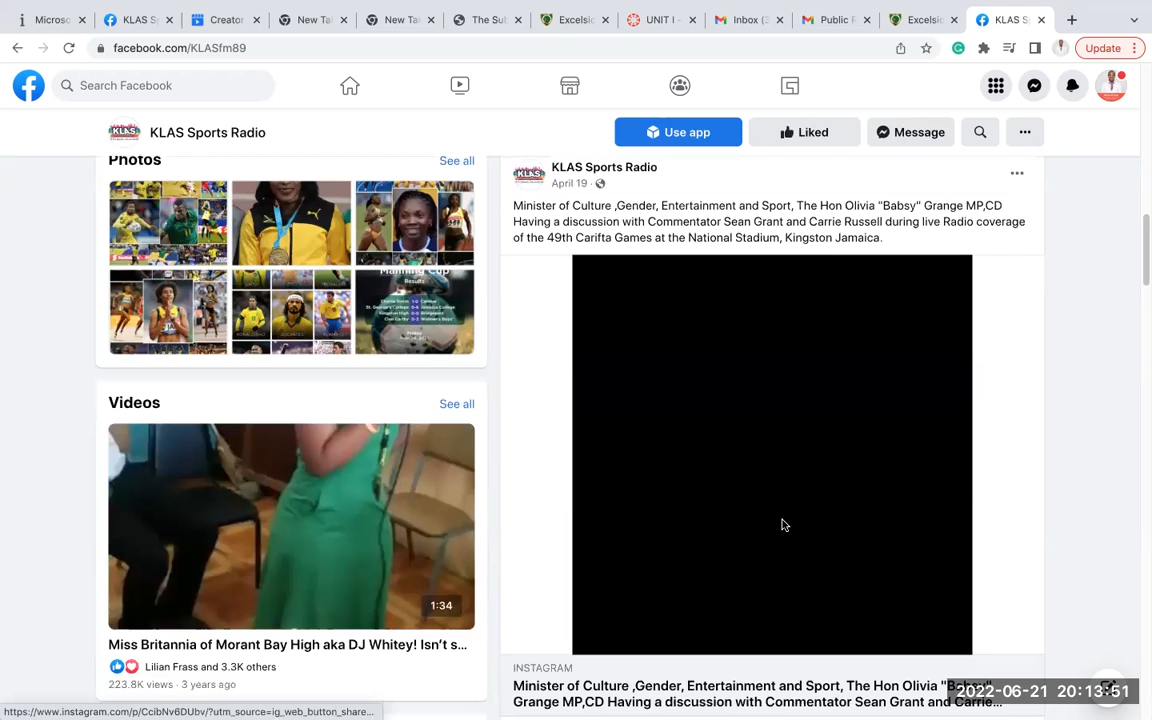 Microso
KLAS S
Creator
New Ta
New Ta
The Su
Excelsio
UNIT I -
Inbox (
Public R
Excelsio
KLAS S
facebook.com/KLASfm89
Update
Search Facebook
KLAS Sports Radio
Use app
Liked
Message
Photos
See all
Manning Cup
Results
Videos
See all
1:34
Miss Britannia of Morant Bay High aka DJ Whitey! Isn't s...
Lilian Frass and 3.3K others
223.8K views · 3 years ago
KLAS Sports Radio
April 19 ·
Minister of Culture ,Gender, Entertainment and Sport, The Hon Olivia "Babsy" Grange MP,CD
Having a discussion with Commentator Sean Grant and Carrie Russell during live Radio coverage
of the 49th Carifta Games at the National Stadium, Kingston Jamaica.
INSTAGRAM
Minister of Culture ,Gender, Entertainment and Sport, The Hon Olivia "Babsy"
Grange MP,CD Having a discussion with Commentator Sean Grant and Carrie...
2022-06-21 20:13:51
https://www.instagram.com/p/CcibNv6DUbv/?utm_source=ig_web_button_share...